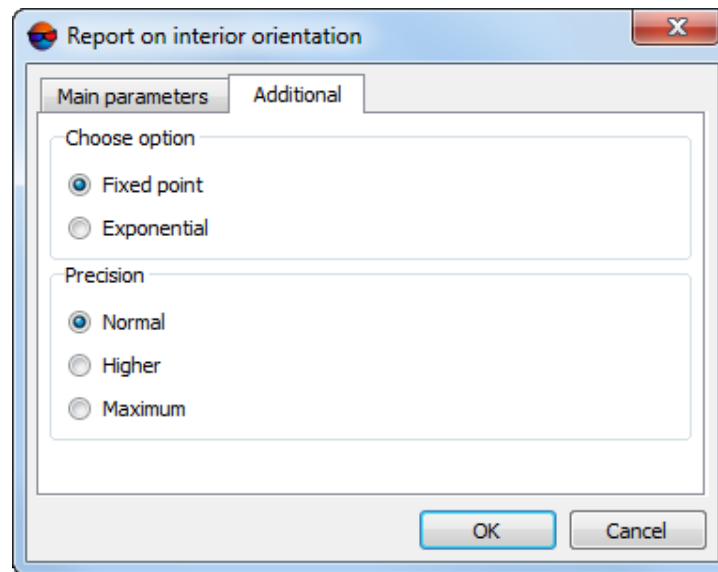 Report on interior orientation
Main parameters
Additional
Choose option
Fixed point
Exponential
Precision
Normal
Higher
Maximum
OK
Cancel